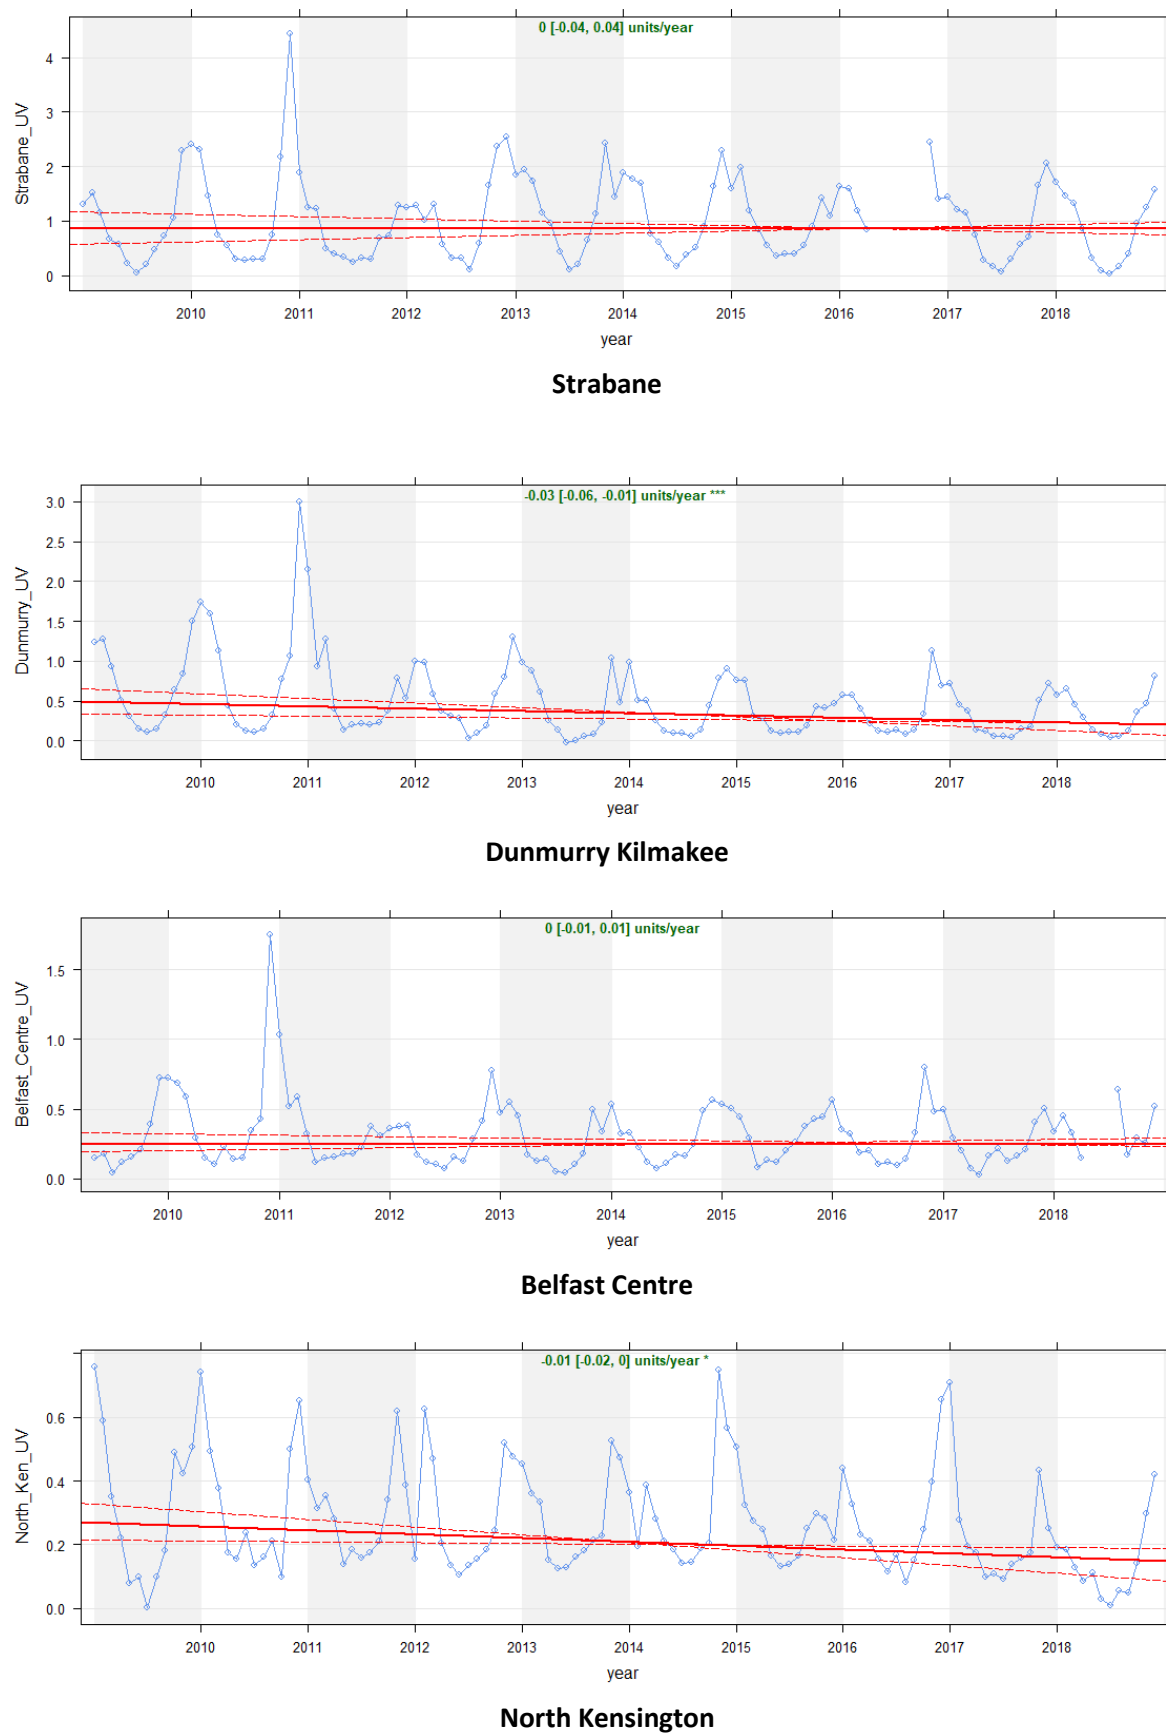 0 [-0.04, 0.04] units/year
Strabane_UV
4
3
2
1
0
2010 2011 2012 2013 2014 2015 2016 2017 2018
year
Strabane
-0.03 [-0.06, -0.01] units/year ***
Dunmurry_UV
3.0
2.5
2.0
1.5
1.0
0.5
0.0
2010 2011 2012 2013 2014 2015 2016 2017 2018
year
Dunmurry Kilmakee
0 [-0.01, 0.01] units/year
Belfast_Centre_UV
1.5
1.0
0.5
0.0
2010 2011 2012 2013 2014 2015 2016 2017 2018
year
Belfast Centre
-0.01 [-0.02, 0] units/year *
North_Ken_UV
0.6
0.4
0.2
0.0
2010 2011 2012 2013 2014 2015 2016 2017 2018
year
North Kensington